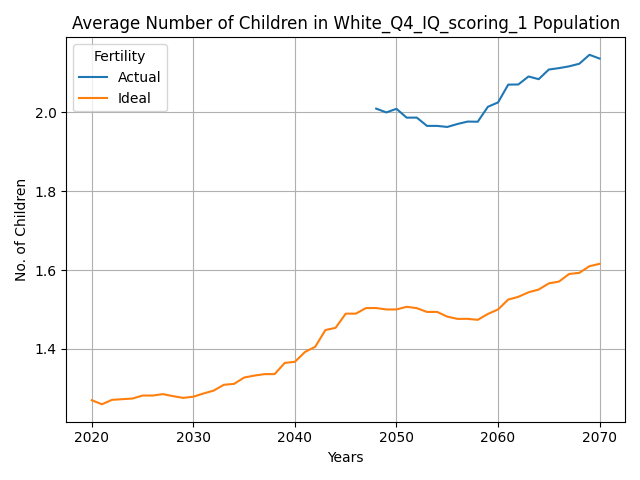 Average Number of Children in White_Q4_IQ_scoring_1 Population
Fertility
Actual
Ideal
No. of Children
2.0
1.8
1.6
1.4
2020 2030 2040 2050 2060 2070
Years